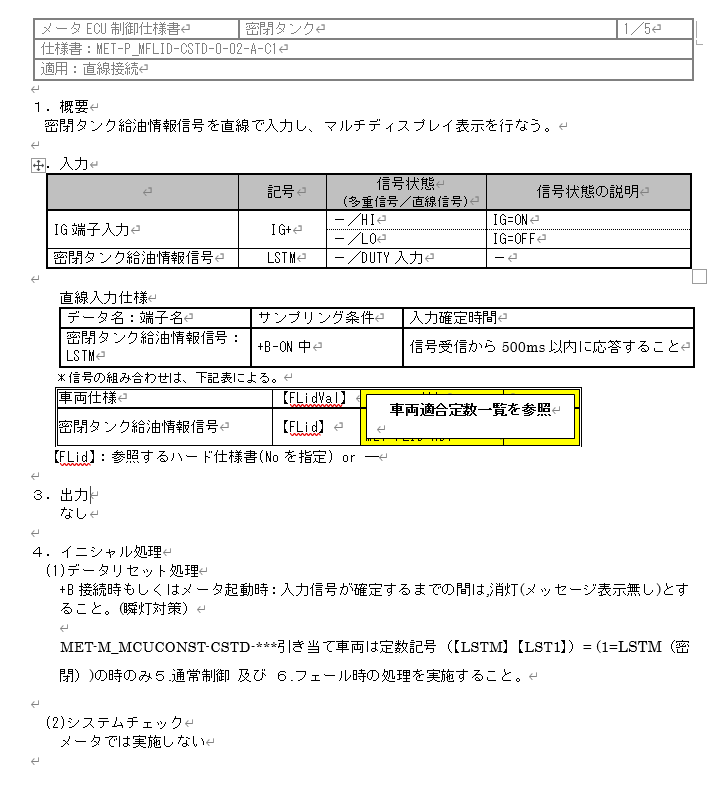 メータECU制御仕様書 密閉タンク 1／5
仕様書：MET-P_MFLID-CSTD-0-02-A-C1
適用：直線接続
１．概要
密閉タンク給油情報信号を直線で入力し、マルチディスプレイ表示を行なう。
．入力
記号 信号状態 信号状態の説明
(多重信号／直線信号)
IG端子入力 IG+ －／HI IG=ON
－／LO IG=OFF
密閉タンク給油情報信号 LSTM －／DUTY入力 －
直線入力仕様
データ名：端子名 サンプリング条件 入力確定時間
密閉タンク給油情報信号： +B-ON中 信号受信から500ms以内に応答すること
LSTM
＊信号の組み合わせは、下記表による。
車両仕様 【FLidVal】
車両適合定数一覧を参照
密閉タンク給油情報信号 【FLid】
【FLid】：参照するハード仕様書(Noを指定) or ―
３．出力
なし
４．イニシャル処理
(1)データリセット処理
+B接続時もしくはメータ起動時：入力信号が確定するまでの間は,消灯(メッセージ表示無し)とす
ること。(瞬灯対策)
MET-M_MCUCONST-CSTD-***引き当て車両は定数記号（【LSTM】【LST1】）= (1=LSTM（密
閉）)の時のみ５.通常制御 及び ６.フェール時の処理を実施すること。
(2)システムチェック
メータでは実施しない